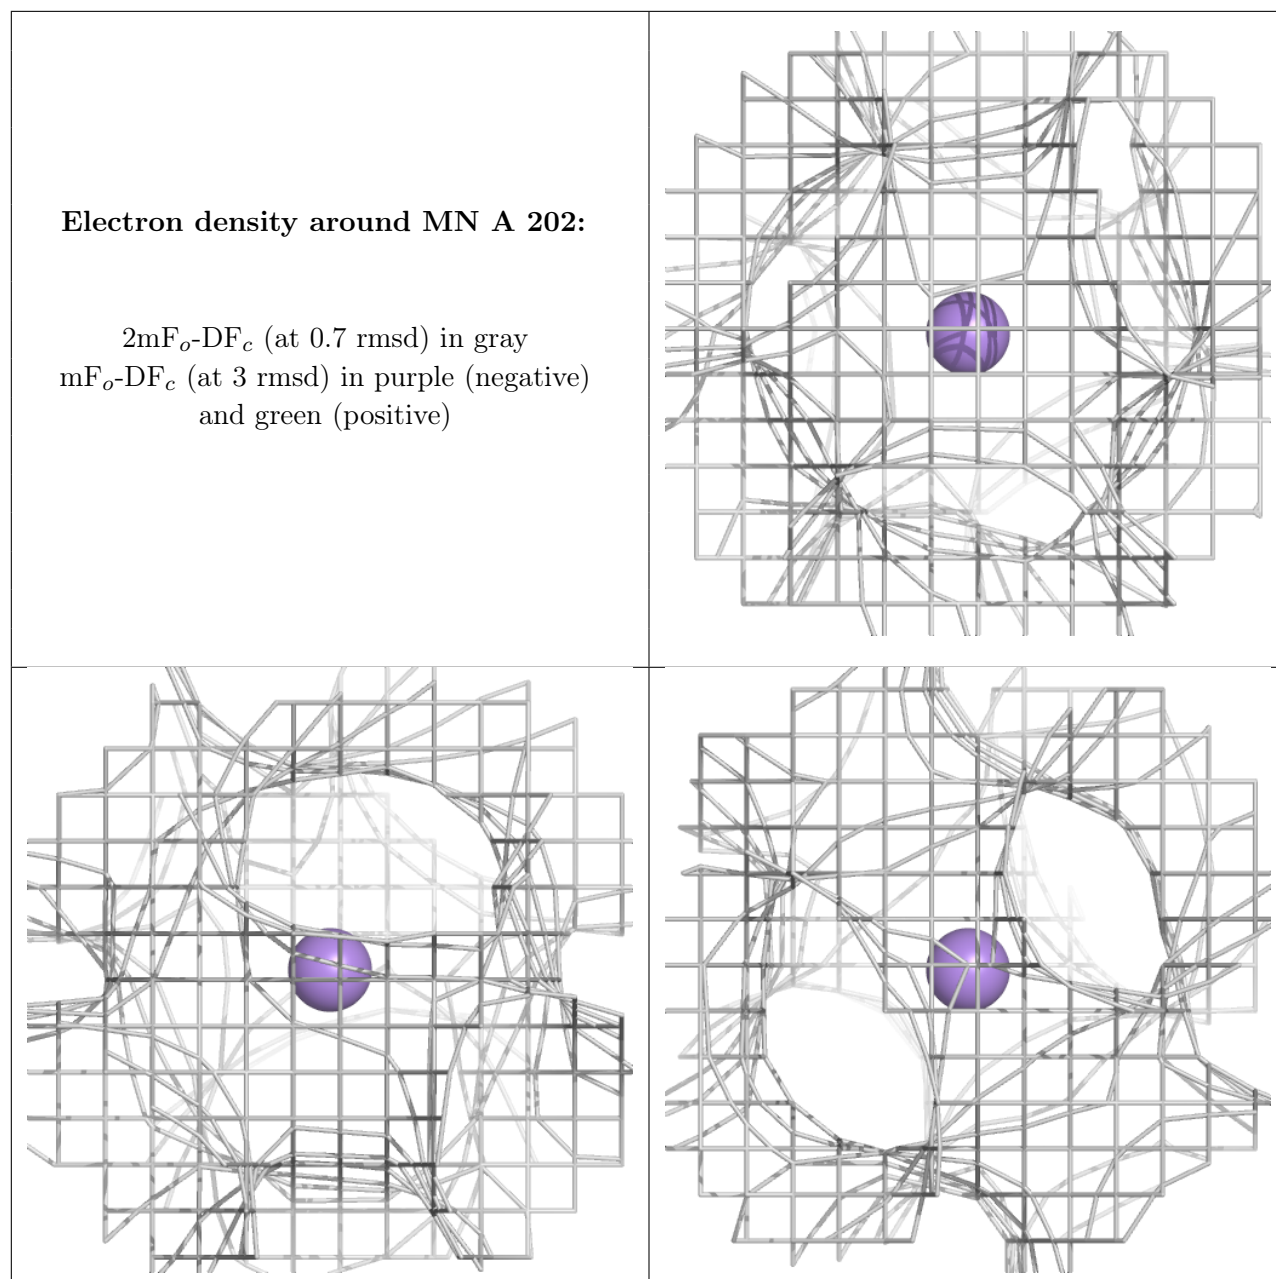 Electron density around MN A 202:
2mFo-DFc (at 0.7 rmsd) in gray
mFo-DFc (at 3 rmsd) in purple (negative)
and green (positive)